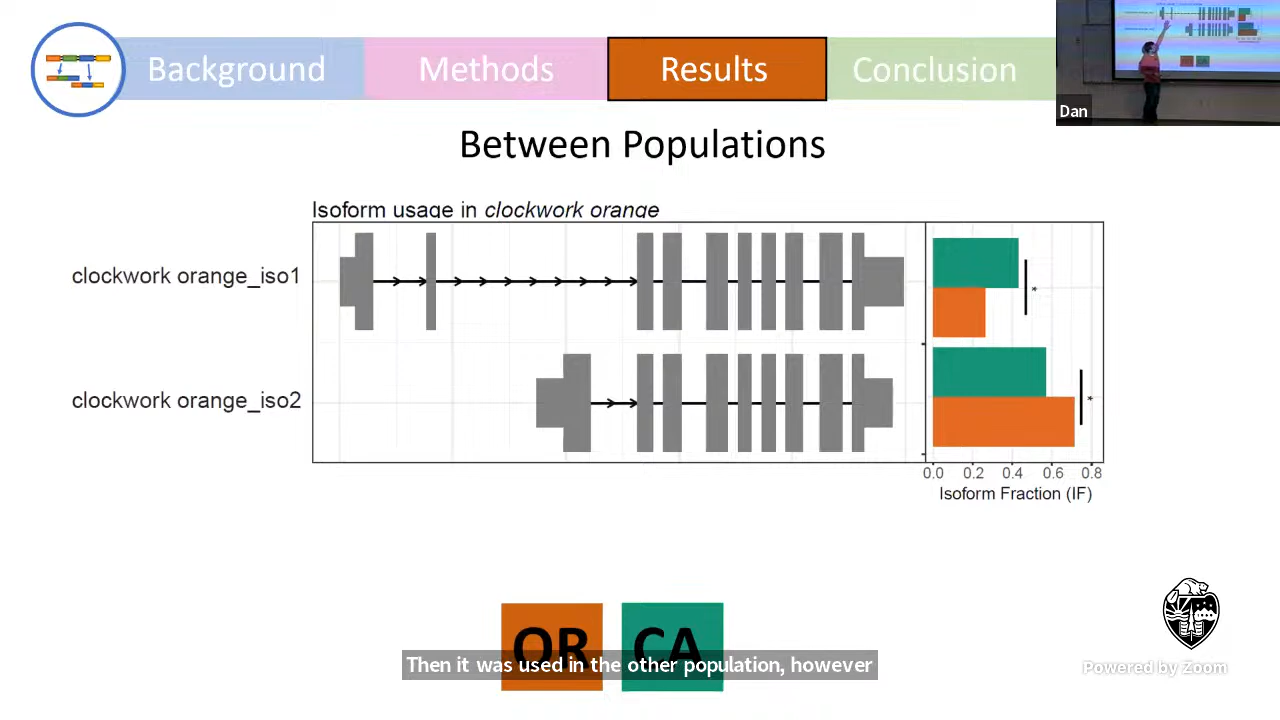 Background
Methods
Results
Conclusion
Dan
Between Populations
Isoform usage in clockwork orange
clockwork orange_iso1
*
clockwork orange_iso2
*
0.0 0.2 0.4 0.6 0.8
Isoform Fraction (IF)
OR
CA
Then it was used in the other population, however
Powered by Zoom